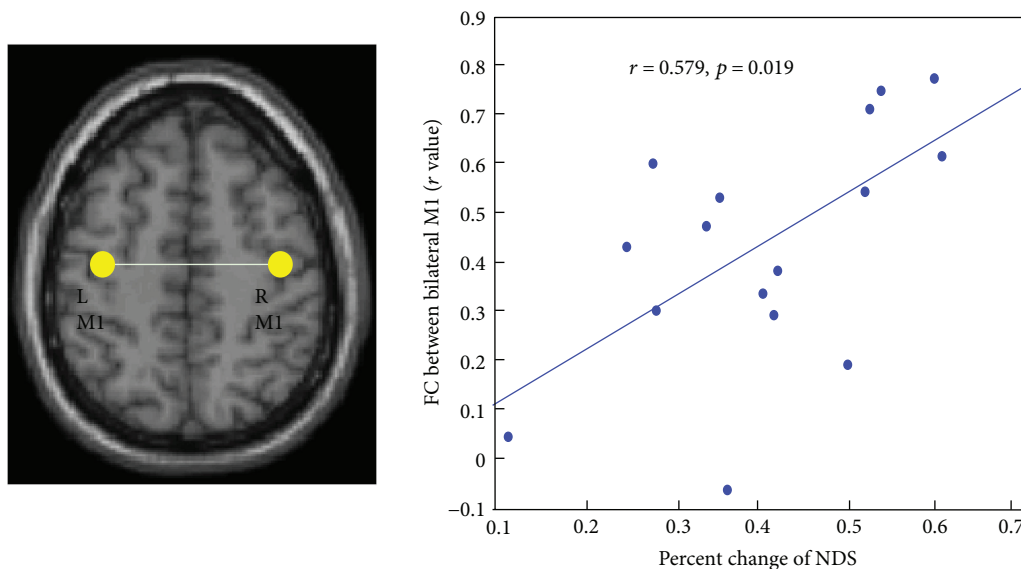 L
M1
R
M1
r = 0.579, p = 0.019
FC between bilateral M1 (r value)
0.9
0.8
0.7
0.6
0.5
0.4
0.3
0.2
0.1
0
−0.1
0.1 0.2 0.3 0.4 0.5 0.6 0.7
Percent change of NDS